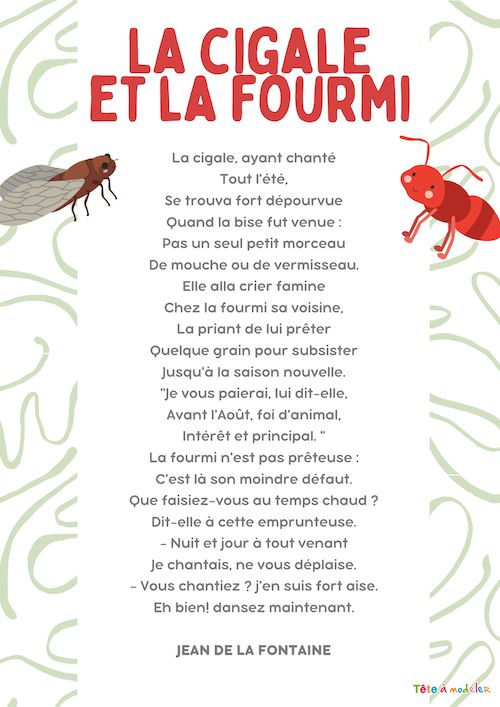 LA CIGALE
ET LA FOURMI
La cigale, ayant chanté
Tout l'été,
Se trouva fort dépourvue
Quand la bise fut venue :
Pas un seul petit morceau
De mouche ou de vermisseau.
Elle alla crier famine
Chez la fourmi sa voisine,
La priant de lui prêter
Quelque grain pour subsister
Jusqu'à la saison nouvelle.
"Je vous paierai, lui dit-elle,
Avant l'Août, foi d'animal,
Intérêt et principal. "
La fourmi n'est pas prêteuse :
C'est là son moindre défaut.
Que faisiez-vous au temps chaud ?
Dit-elle à cette emprunteuse.
- Nuit et jour à tout venant
Je chantais, ne vous déplaise.
- Vous chantiez ? j'en suis fort aise.
Eh bien! dansez maintenant.
JEAN DE LA FONTAINE
Tête à modeler